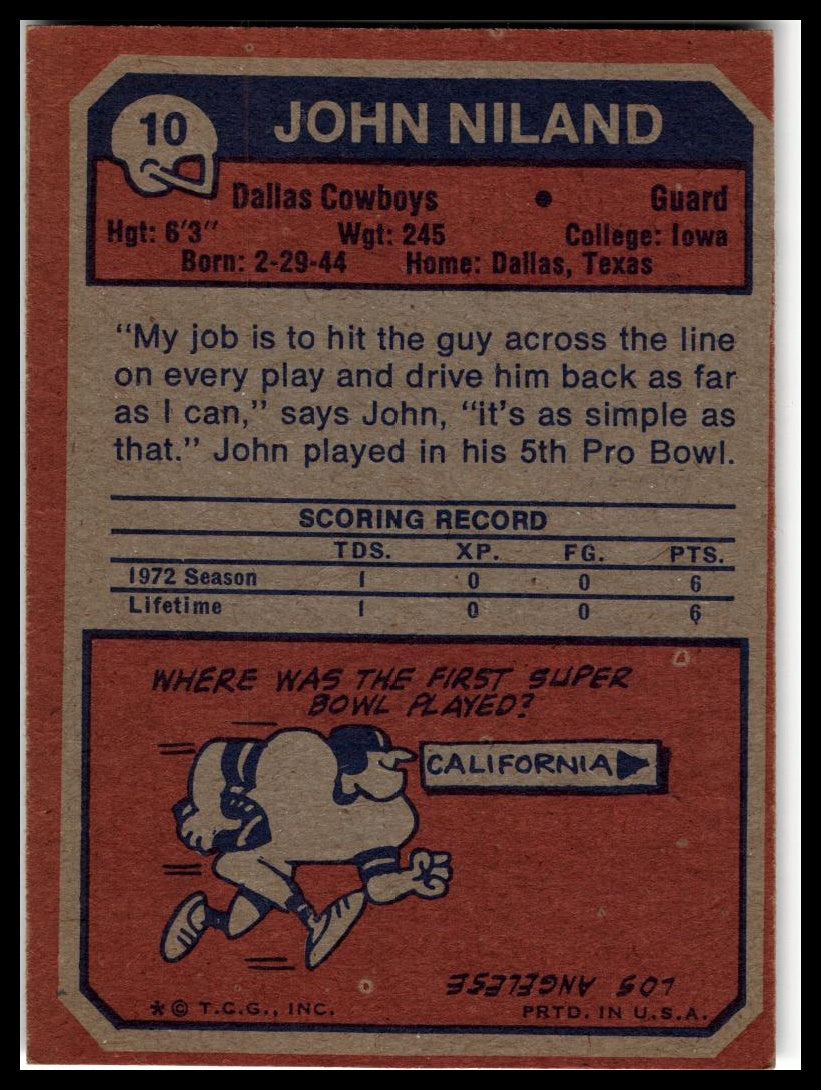 10
JOHN NILAND
Dallas Cowboys • Guard
Hgt: 6'3" Wgt: 245 College: Iowa
Born: 2-29-44 Home: Dallas, Texas
"My job is to hit the guy across the line
on every play and drive him back as far
as I can," says John, "it's as simple as
that." John played in his 5th Pro Bowl.
SCORING RECORD
TDS. XP. FG. PTS.
1972 Season 1 0 0 6
Lifetime 1 0 0 6
WHERE WAS THE FIRST SUPER
BOWL PLAYED?
CALIFORNIA
LOS ANGELESE
* © T.C.G., INC. PRTD. IN U.S.A.